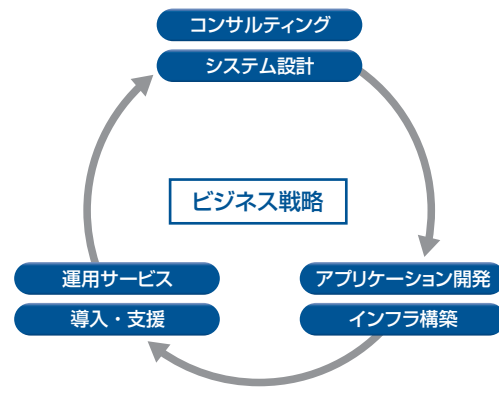 コンサルティング
システム設計
ビジネス戦略
運用サービス
導入・支援
アプリケーション開発
インフラ構築